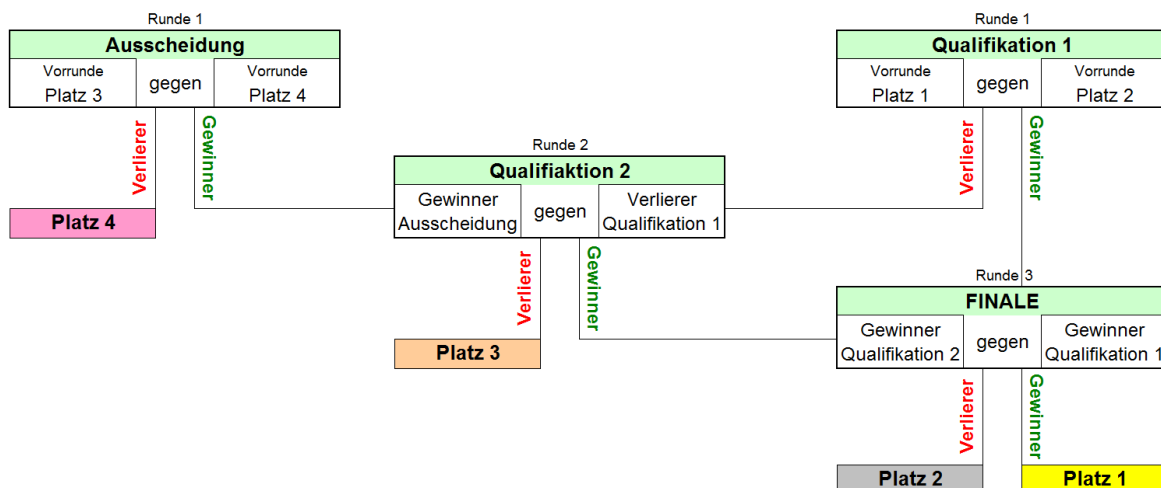 Runde 1
Ausscheidung
Vorrunde
Platz 3
gegen
Vorrunde
Platz 4
Verlierer
Gewinner
Platz 4
Runde 1
Qualifikation 1
Vorrunde
Platz 1
gegen
Vorrunde
Platz 2
Verlierer
Gewinner
Runde 2
Qualifiaktion 2
Gewinner
Ausscheidung
gegen
Verlierer
Qualifikation 1
Verlierer
Gewinner
Platz 3
Runde 3
FINALE
Gewinner
Qualifikation 2
gegen
Gewinner
Qualifikation 1
Verlierer
Gewinner
Platz 2
Platz 1